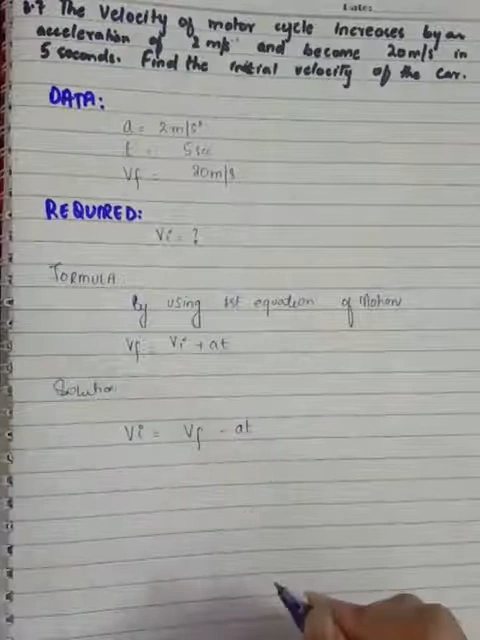 The Velocity of motor cycle increases by an
acceleration of 2 m/s² and become 20m/s in
5 seconds. Find the initial velocity of the car.
DATA:
a = 2m/s²
t = 5sec
Vf = 20m/s
REQUIRED:
Vi = ?
FORMULA
By using 1st equation of Motion
Vf = Vi + at
Solution
Vi = Vf - at